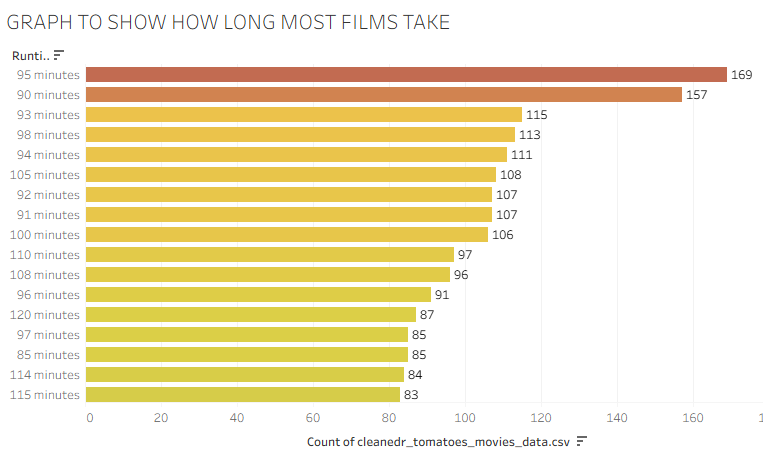 GRAPH TO SHOW HOW LONG MOST FILMS TAKE
Runti..
95 minutes 169
90 minutes 157
93 minutes 115
98 minutes 113
94 minutes 111
105 minutes 108
92 minutes 107
91 minutes 107
100 minutes 106
110 minutes 97
108 minutes 96
96 minutes 91
120 minutes 87
97 minutes 85
85 minutes 85
114 minutes 84
115 minutes 83
0 20 40 60 80 100 120 140 160 1
Count of cleanedr_tomatoes_movies_data.csv